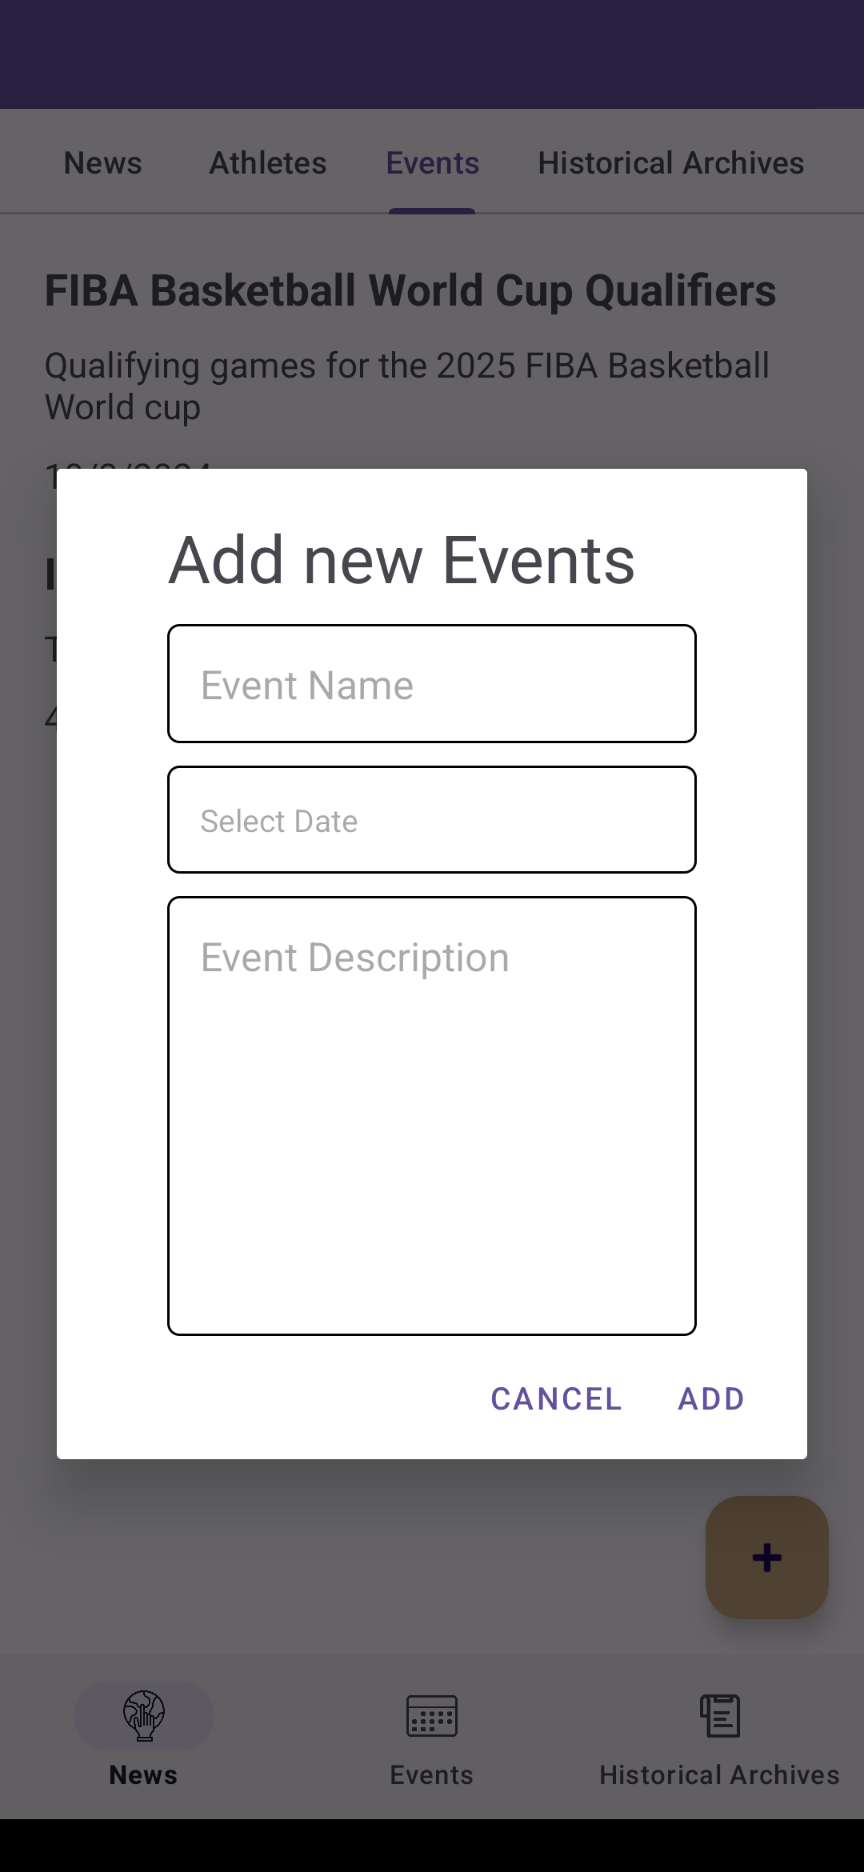 News
Athletes
Events
Historical Archives
FIBA Basketball World Cup Qualifiers
Qualifying games for the 2025 FIBA Basketball
World cup
Add new Events
Event Name
Select Date
Event Description
CANCEL
ADD
News
Events
Historical Archives